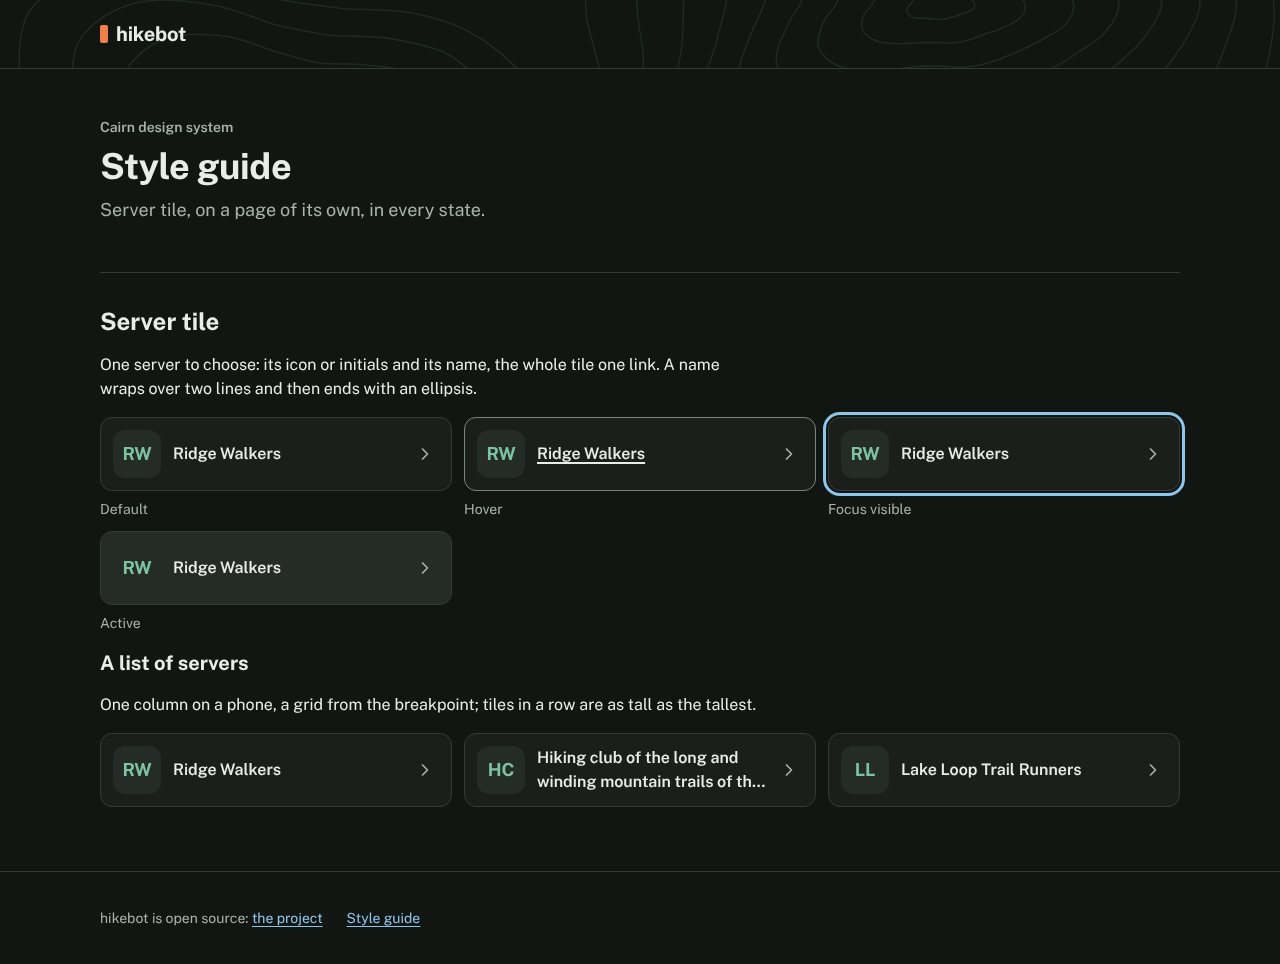 hikebot
Cairn design system
Style guide
Server tile, on a page of its own, in every state.
Server tile
One server to choose: its icon or initials and its name, the whole tile one link. A name
wraps over two lines and then ends with an ellipsis.
RW Ridge Walkers
RW Ridge Walkers
RW Ridge Walkers
Default
Hover
Focus visible
RW Ridge Walkers
Active
A list of servers
One column on a phone, a grid from the breakpoint; tiles in a row are as tall as the tallest.
RW Ridge Walkers
HC Hiking club of the long and
winding mountain trails of th...
LL Lake Loop Trail Runners
hikebot is open source: the project Style guide